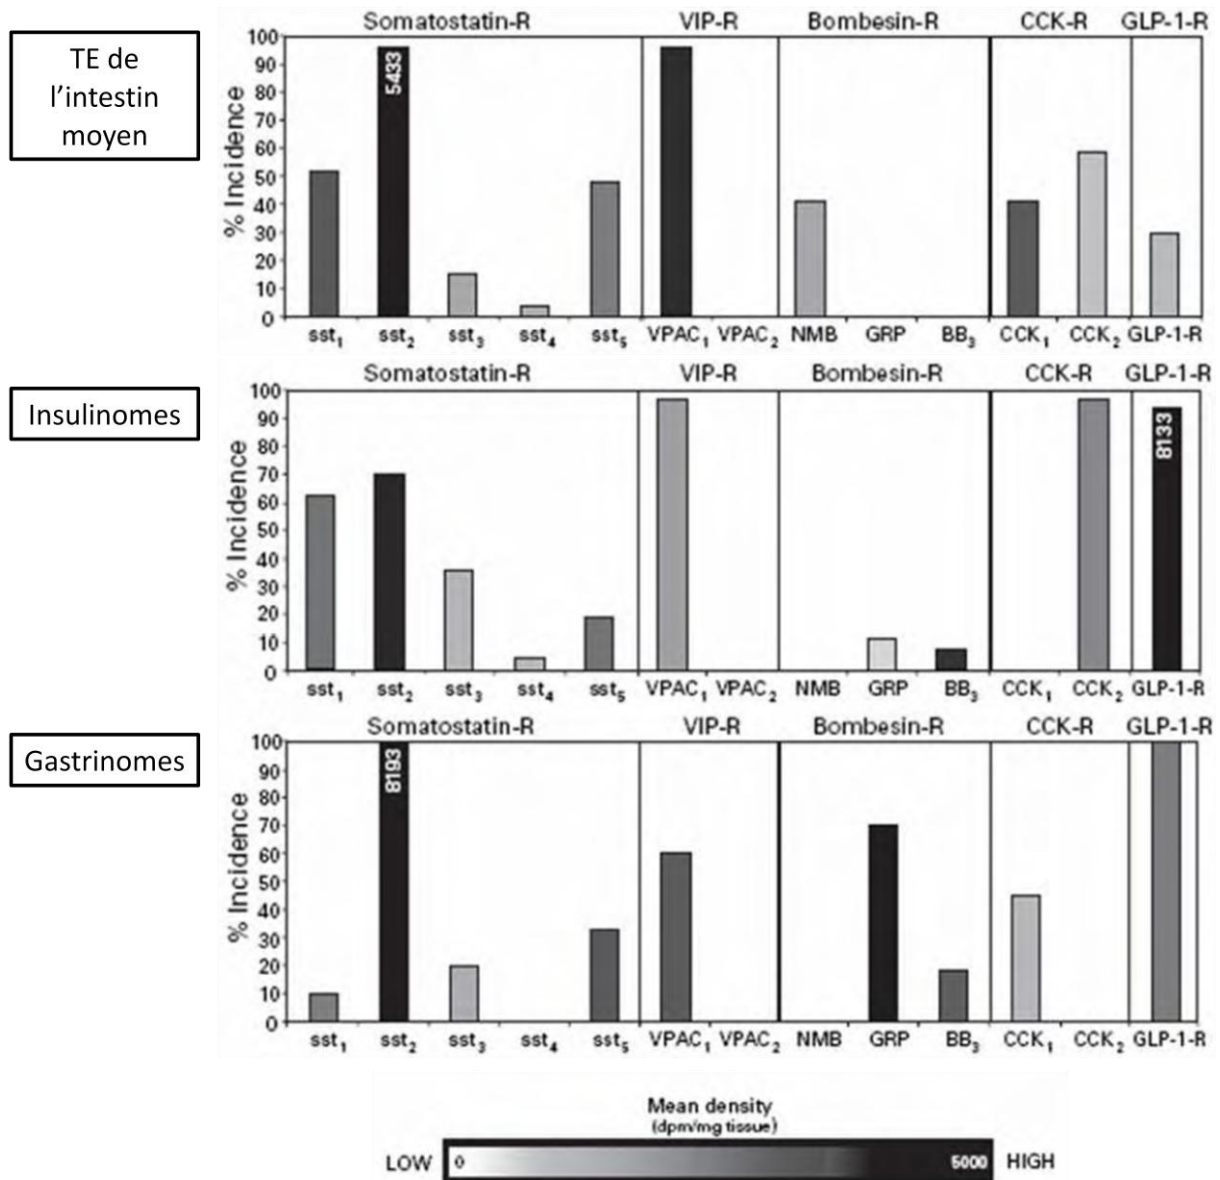 TE de
l’intestin
moyen
Somatostatin-R VIP-R Bombesin-R CCK-R GLP-1-R
% Incidence
100
90
80
70
60
50
40
30
20
10
0
5433
sst1 sst2 sst3 sst4 sst5 VPAC1 VPAC2 NMB GRP BB3 CCK1 CCK2 GLP-1-R
Insulinomes
Somatostatin-R VIP-R Bombesin-R CCK-R GLP-1-R
% Incidence
100
90
80
70
60
50
40
30
20
10
0
8133
sst1 sst2 sst3 sst4 sst5 VPAC1 VPAC2 NMB GRP BB3 CCK1 CCK2 GLP-1-R
Gastrinomes
Somatostatin-R VIP-R Bombesin-R CCK-R GLP-1-R
% Incidence
100
90
80
70
60
50
40
30
20
10
0
8193
sst1 sst2 sst3 sst4 sst5 VPAC1 VPAC2 NMB GRP BB3 CCK1 CCK2 GLP-1-R
Mean density
(dpm/mg tissue)
LOW 0 5000 HIGH